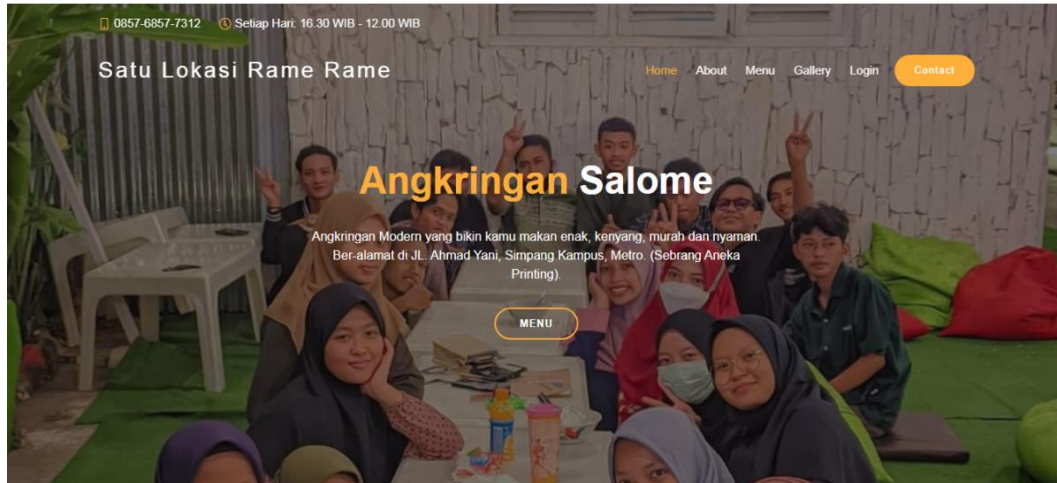 0857-6857-7312 Setiap Hari: 16.30 WIB - 12.00 WIB
Satu Lokasi Rame Rame
Home About Menu Gallery Login Contact
Angkringan Salome
Angkringan Modern yang bikin kamu makan enak, kenyang, murah dan nyaman.
Ber-alamat di JL. Ahmad Yani, Simpang Kampus, Metro. (Sebrang Aneka
Printing).
MENU